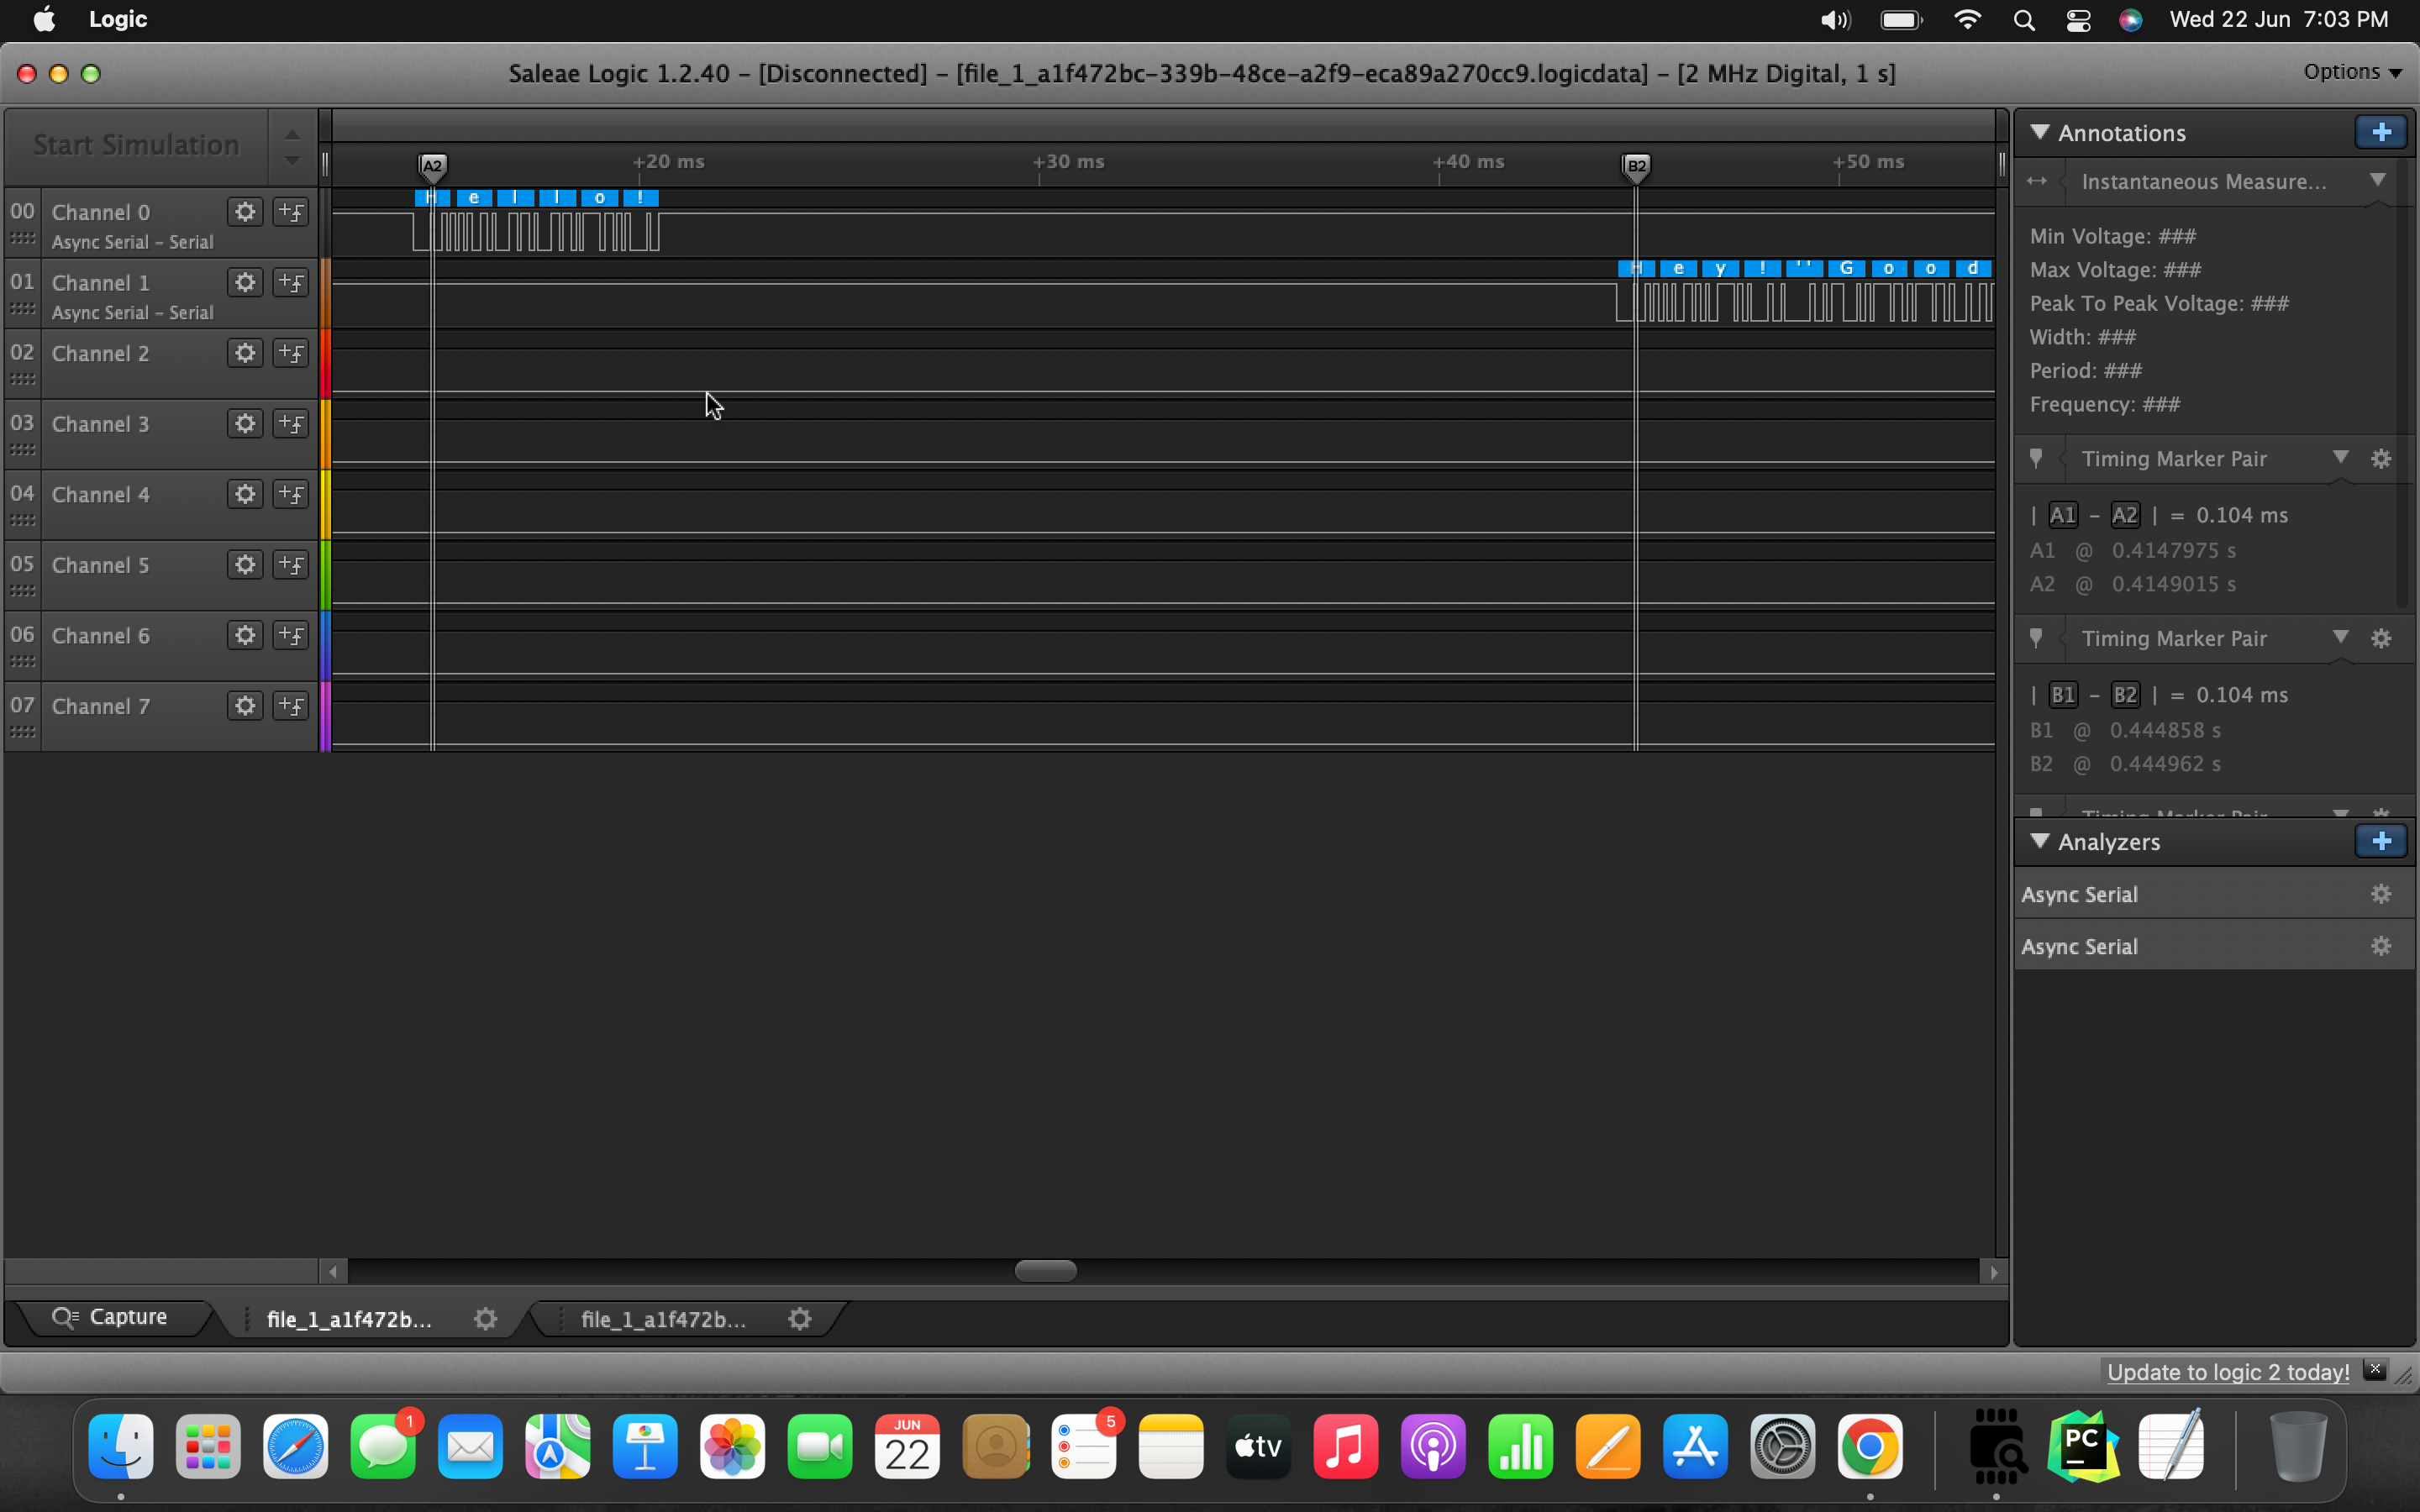 Logic
Wed 22 Jun 7:03 PM
Saleae Logic 1.2.40 – [Disconnected] – [file_1_a1f472bc-339b-48ce-a2f9-eca89a270cc9.logicdata] – [2 MHz Digital, 1 s]
Options
Start Simulation
+20 ms
+30 ms
+40 ms
+50 ms
A2
B2
00
Channel 0
Async Serial – Serial
H e l l o !
01
Channel 1
Async Serial – Serial
H e y ! ' ' G o o d
02
Channel 2
03
Channel 3
04
Channel 4
05
Channel 5
06
Channel 6
07
Channel 7
Annotations
Instantaneous Measure...
Min Voltage: ###
Max Voltage: ###
Peak To Peak Voltage: ###
Width: ###
Period: ###
Frequency: ###
Timing Marker Pair
| A1 – A2 | = 0.104 ms
A1 @ 0.4147975 s
A2 @ 0.4149015 s
Timing Marker Pair
| B1 – B2 | = 0.104 ms
B1 @ 0.444858 s
B2 @ 0.444962 s
Timing Marker Pair
Analyzers
Async Serial
Async Serial
Capture
file_1_a1f472b...
file_1_a1f472b...
Update to logic 2 today!
1
JUN
22
5
tv
PC